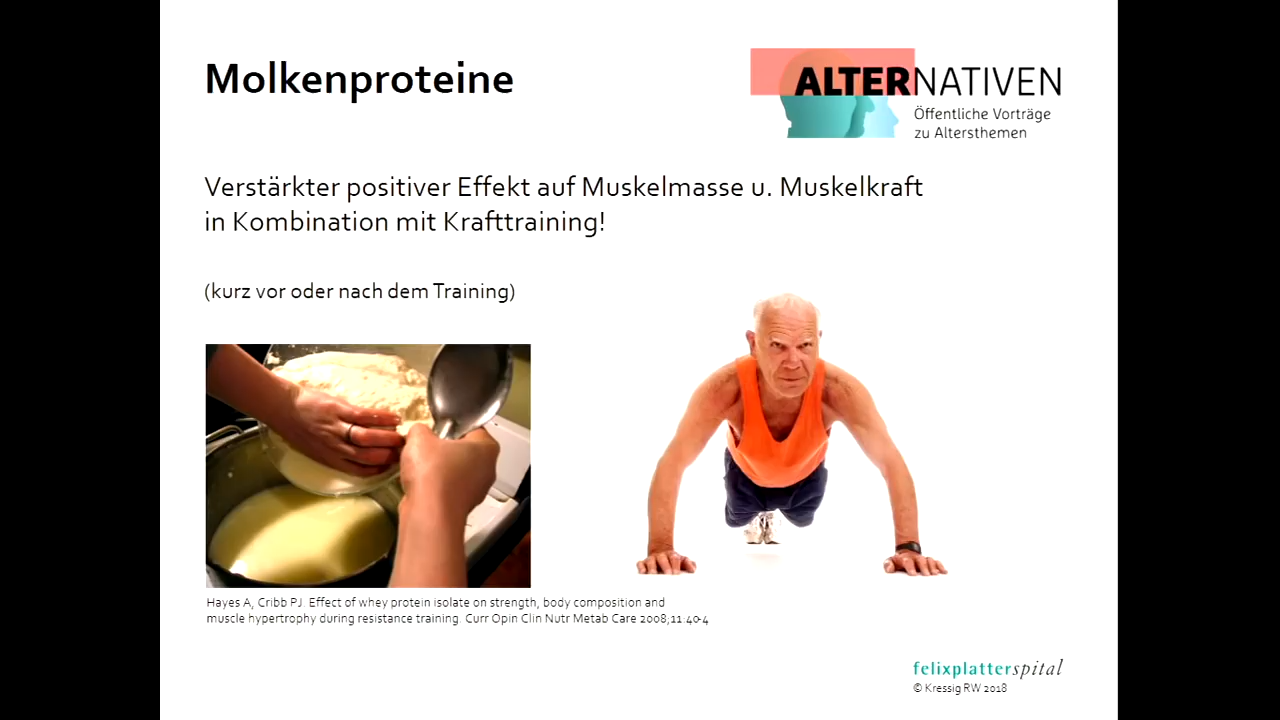 Molkenproteine
ALTERNATIVEN
Öffentliche Vorträge
zu Altersthemen
Verstärkter positiver Effekt auf Muskelmasse u. Muskelkraft
in Kombination mit Krafttraining!
(kurz vor oder nach dem Training)
Hayes A, Cribb PJ. Effect of whey protein isolate on strength, body composition and
muscle hypertrophy during resistance training. Curr Opin Clin Nutr Metab Care 2008;11:40-4
felixplatterspital
© Kressig RW 2018